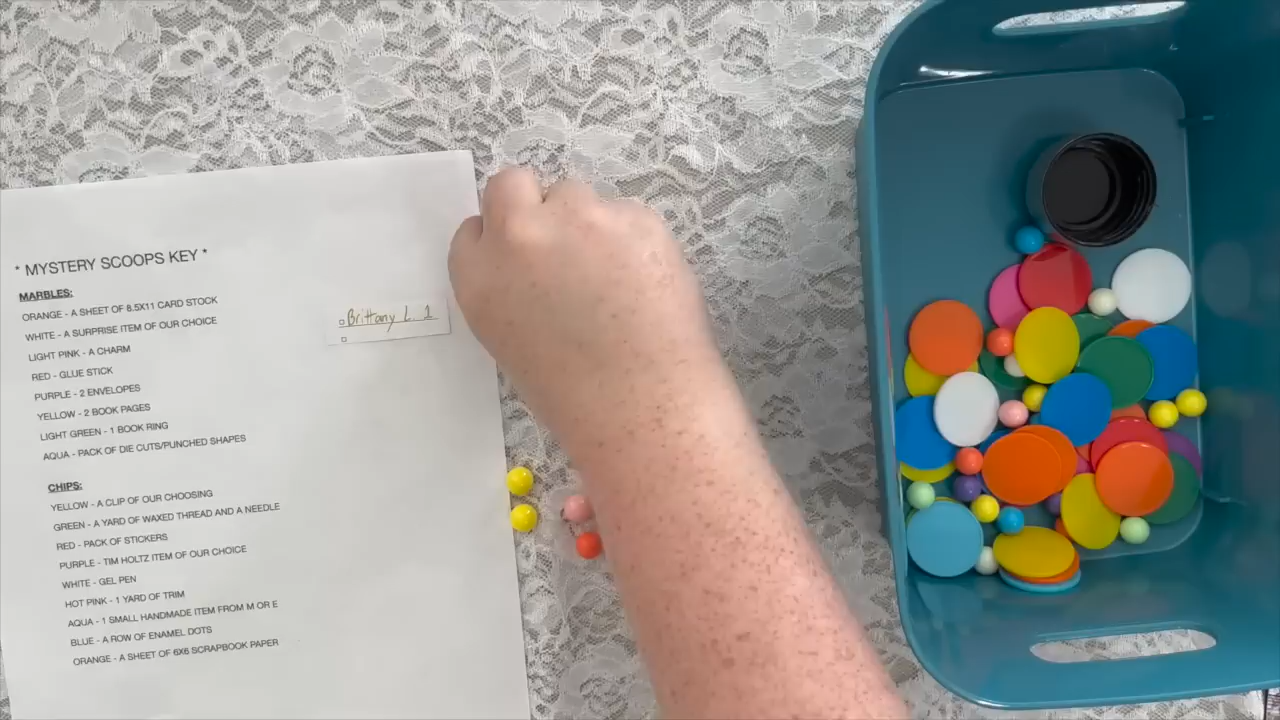 * MYSTERY SCOOPS KEY *
MARBLES:
ORANGE - A SHEET OF 8.5X11 CARD STOCK
WHITE - A SURPRISE ITEM OF OUR CHOICE
LIGHT PINK - A CHARM
RED - GLUE STICK
PURPLE - 2 ENVELOPES
YELLOW - 2 BOOK PAGES
LIGHT GREEN - 1 BOOK RING
AQUA - PACK OF DIE CUTS/PUNCHED SHAPES
CHIPS:
YELLOW - A CLIP OF OUR CHOOSING
GREEN - A YARD OF WAXED THREAD AND A NEEDLE
RED - PACK OF STICKERS
PURPLE - TIM HOLTZ ITEM OF OUR CHOICE
WHITE - GEL PEN
HOT PINK - 1 YARD OF TRIM
AQUA - 1 SMALL HANDMADE ITEM FROM M OR E
BLUE - A ROW OF ENAMEL DOTS
ORANGE - A SHEET OF 6X6 SCRAPBOOK PAPER
Brittany L. 1